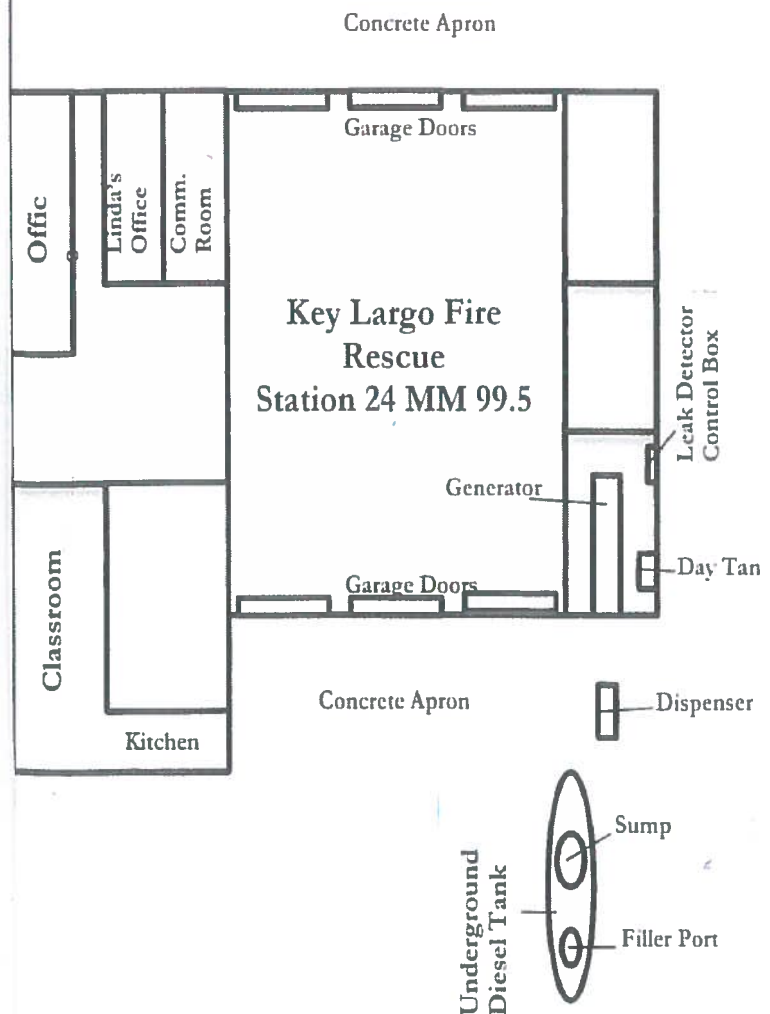 Concrete Apron
Garage Doors
Offic
Linda's
Office
Comm.
Room
Key Largo Fire
Rescue
Station 24 MM 99.5
Leak Detector
Control Box
Generator
Day Tan
Garage Doors
Classroom
Concrete Apron
Dispenser
Kitchen
Sump
Underground
Diesel Tank
Filler Port